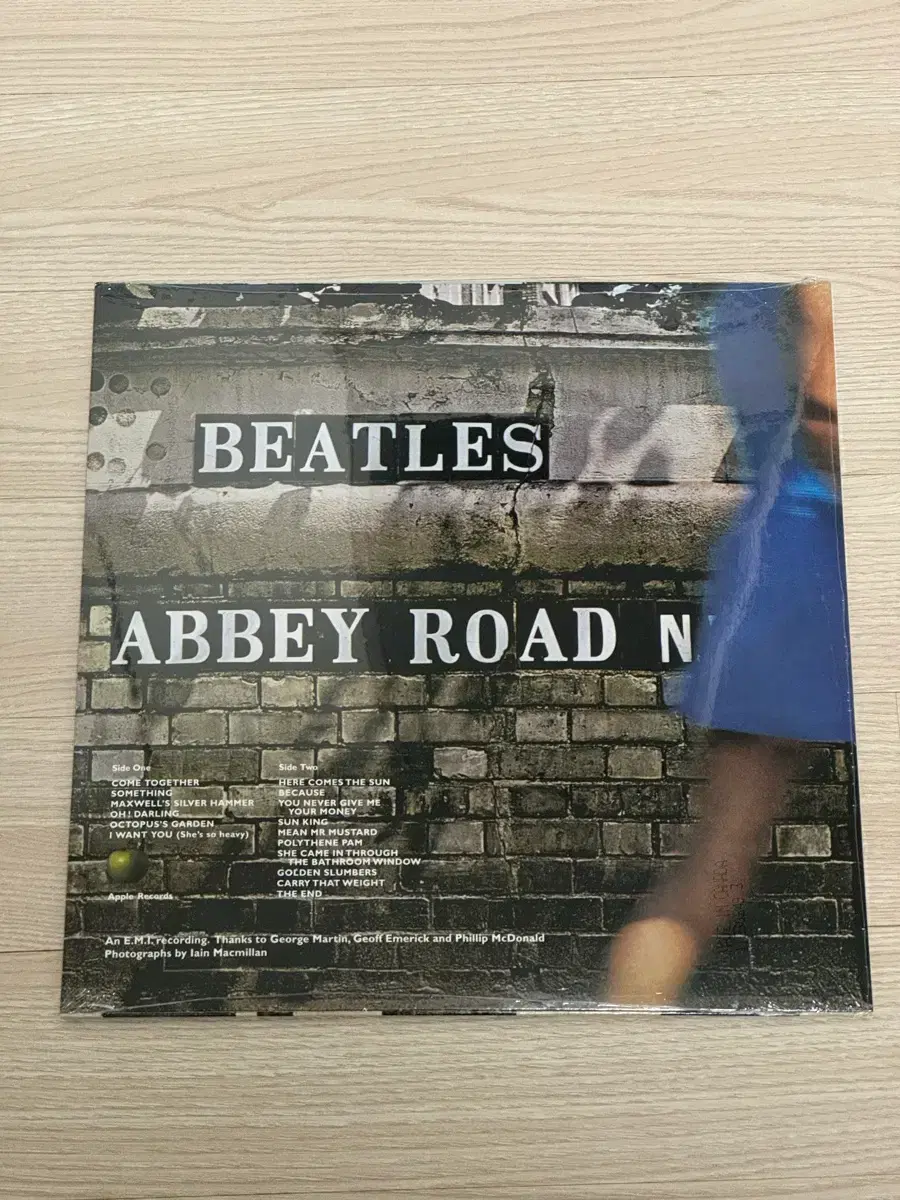 BEATLES
ABBEY ROAD N
Side One
COME TOGETHER
SOMETHING
MAXWELL'S SILVER HAMMER
OH! DARLING
OCTOPUS'S GARDEN
I WANT YOU (She's so heavy)
Apple Records
Side Two
HERE COMES THE SUN
BECAUSE
YOU NEVER GIVE ME
YOUR MONEY
SUN KING
MEAN MR MUSTARD
POLYTHENE PAM
SHE CAME IN THROUGH
THE BATHROOM WINDOW
GOLDEN SLUMBERS
CARRY THAT WEIGHT
THE END
An E.M.I. recording. Thanks to George Martin, Geoff Emerick and Phillip McDonald
Photographs by Iain Macmillan